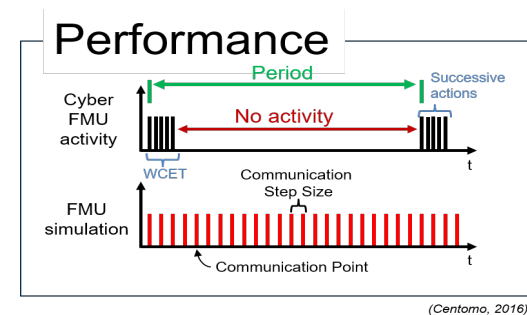 Performance
Period
Successive
actions
Cyber
FMU
activity
No activity
t
WCET
Communication
Step Size
FMU
simulation
t
Communication Point
(Centomo, 2016)